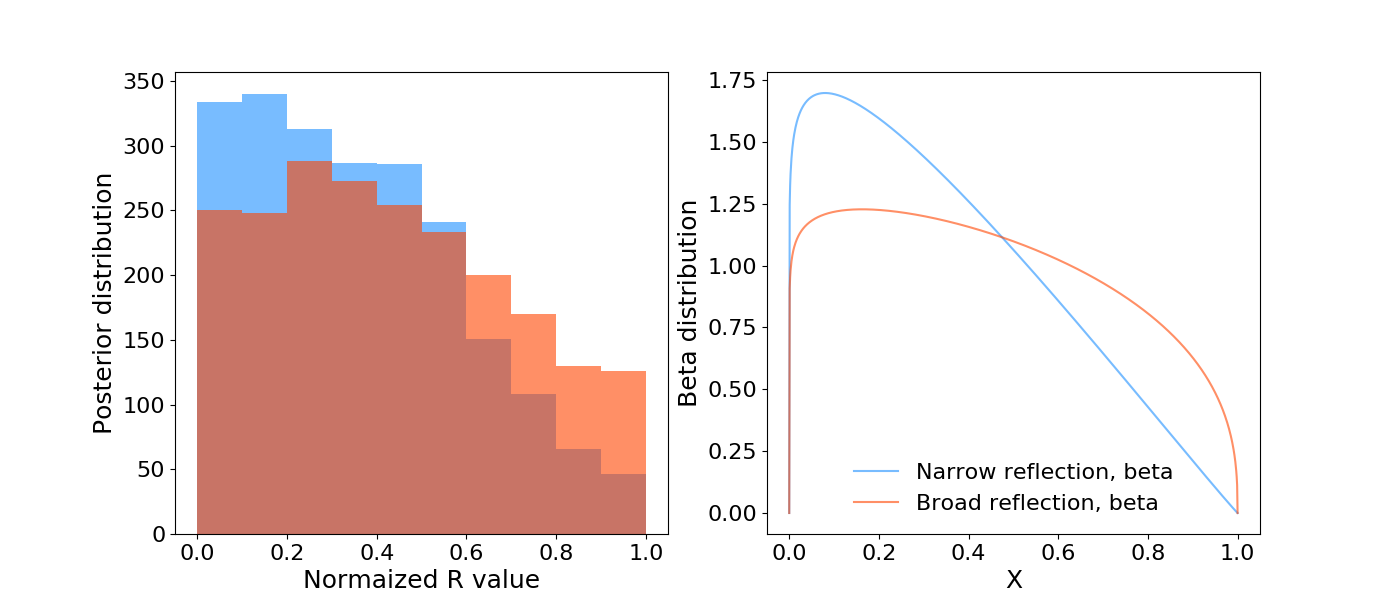 Posterior distribution
350
300
250
200
150
100
50
0
0.0 0.2 0.4 0.6 0.8 1.0
Normaized R value
Beta distribution
1.75
1.50
1.25
1.00
0.75
0.50
0.25
0.00
Narrow reflection, beta
Broad reflection, beta
0.0 0.2 0.4 0.6 0.8 1.0
X